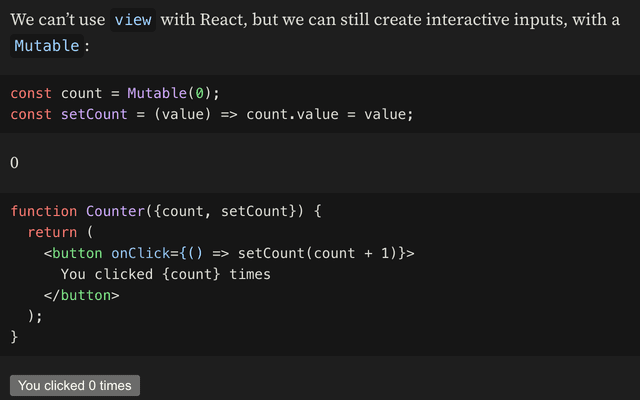 We can’t use view with React, but we can still create interactive inputs, with a
Mutable:
const count = Mutable(0);
const setCount = (value) => count.value = value;
0
function Counter({count, setCount}) {
  return (
    <button onClick={() => setCount(count + 1)}>
      You clicked {count} times
    </button>
  );
}
You clicked 0 times